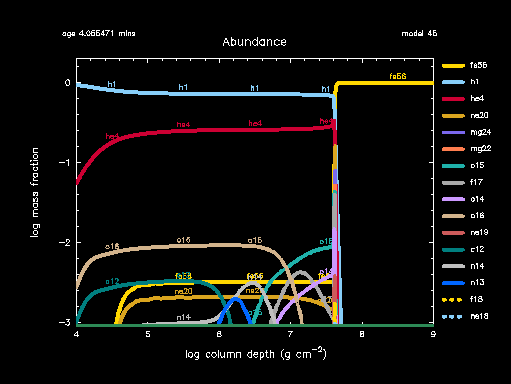 age 4.055471 mins
model 45
Abundance
fe56
h1
he4
ne20
mg24
mg22
o15
f17
o14
o16
ne19
c12
n14
n13
f18
ne18
0
-1
-2
-3
log mass fraction
h1 h1 h1 h1
fe56
he4 he4 he4 he4
o16 o16 o16
o15
c12 fe56 fe56
ne20
o14
n14
4 5 6 7 8 9
log column depth (g cm⁻²)